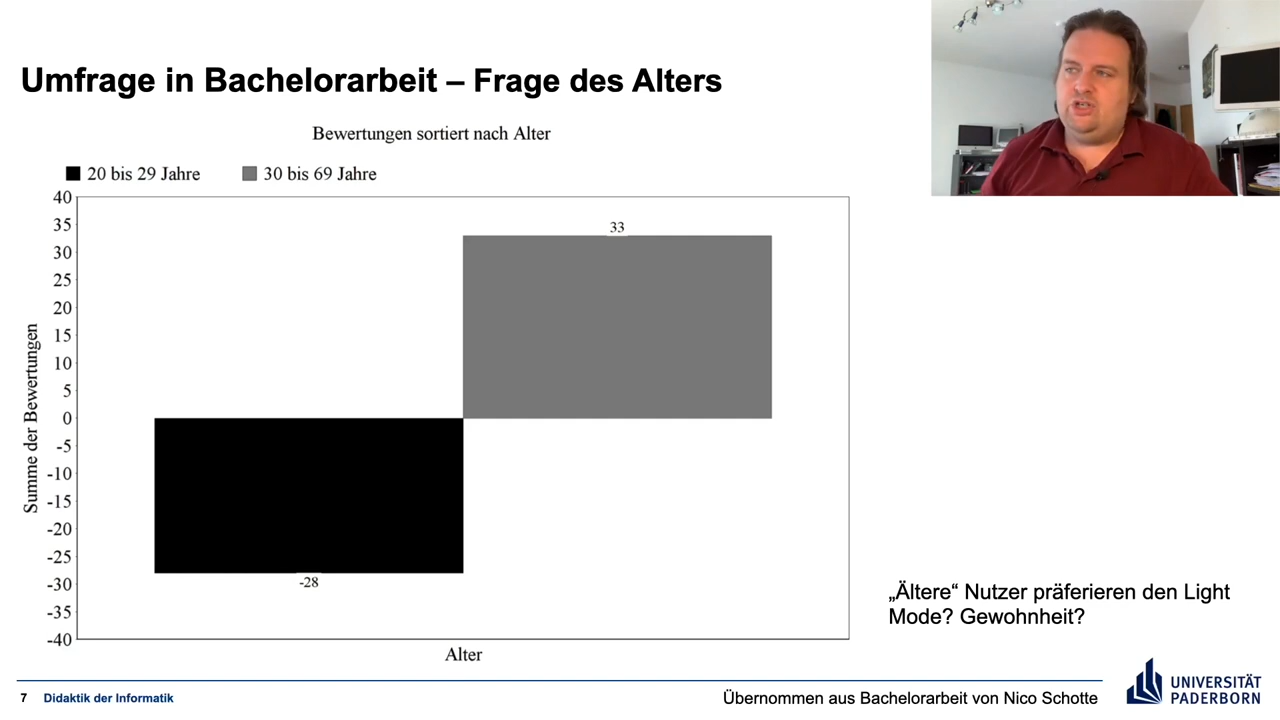 Umfrage in Bachelorarbeit – Frage des Alters
Bewertungen sortiert nach Alter
20 bis 29 Jahre
30 bis 69 Jahre
Summe der Bewertungen
40
35
30
25
20
15
10
5
0
-5
-10
-15
-20
-25
-30
-35
-40
33
-28
Alter
„Ältere“ Nutzer präferieren den Light
Mode? Gewohnheit?
7 Didaktik der Informatik
Übernommen aus Bachelorarbeit von Nico Schotte
UNIVERSITÄT
PADERBORN